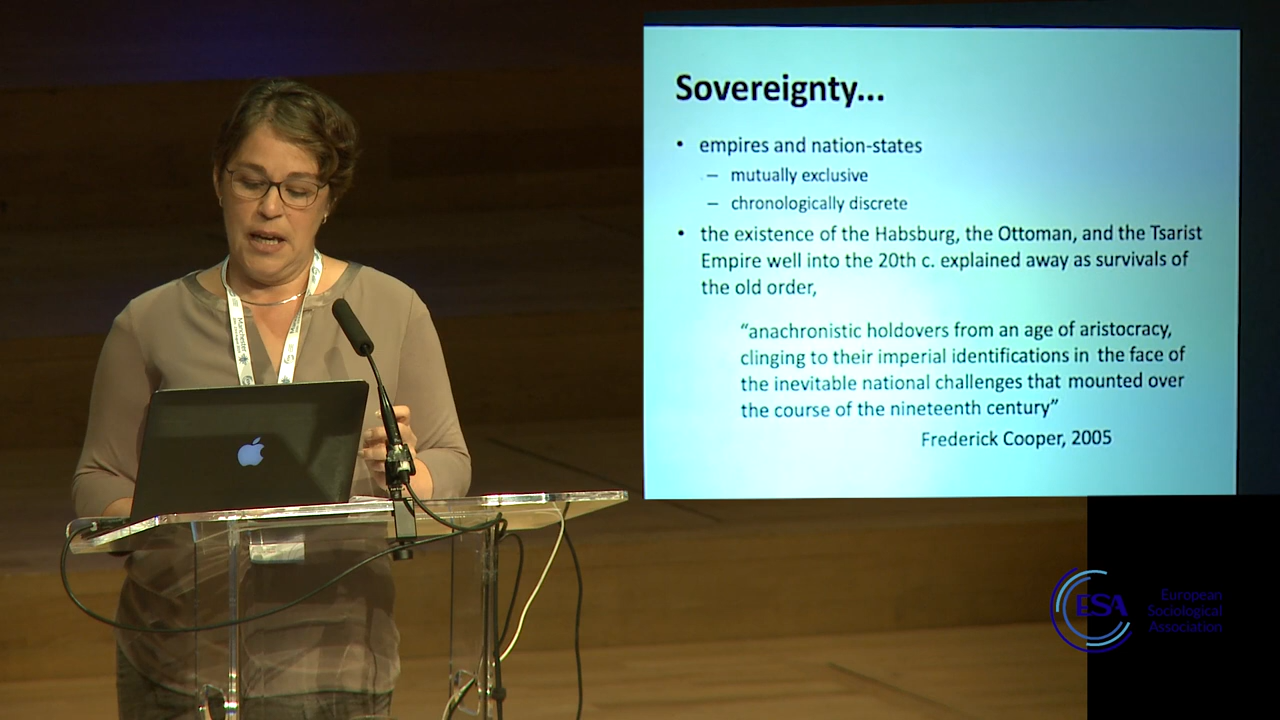 Sovereignty...
• empires and nation-states
– mutually exclusive
– chronologically discrete
• the existence of the Habsburg, the Ottoman, and the Tsarist
Empire well into the 20th c. explained away as survivals of
the old order,
“anachronistic holdovers from an age of aristocracy,
clinging to their imperial identifications in the face of
the inevitable national challenges that mounted over
the course of the nineteenth century”
Frederick Cooper, 2005
Manchester
ESA
European
Sociological
Association